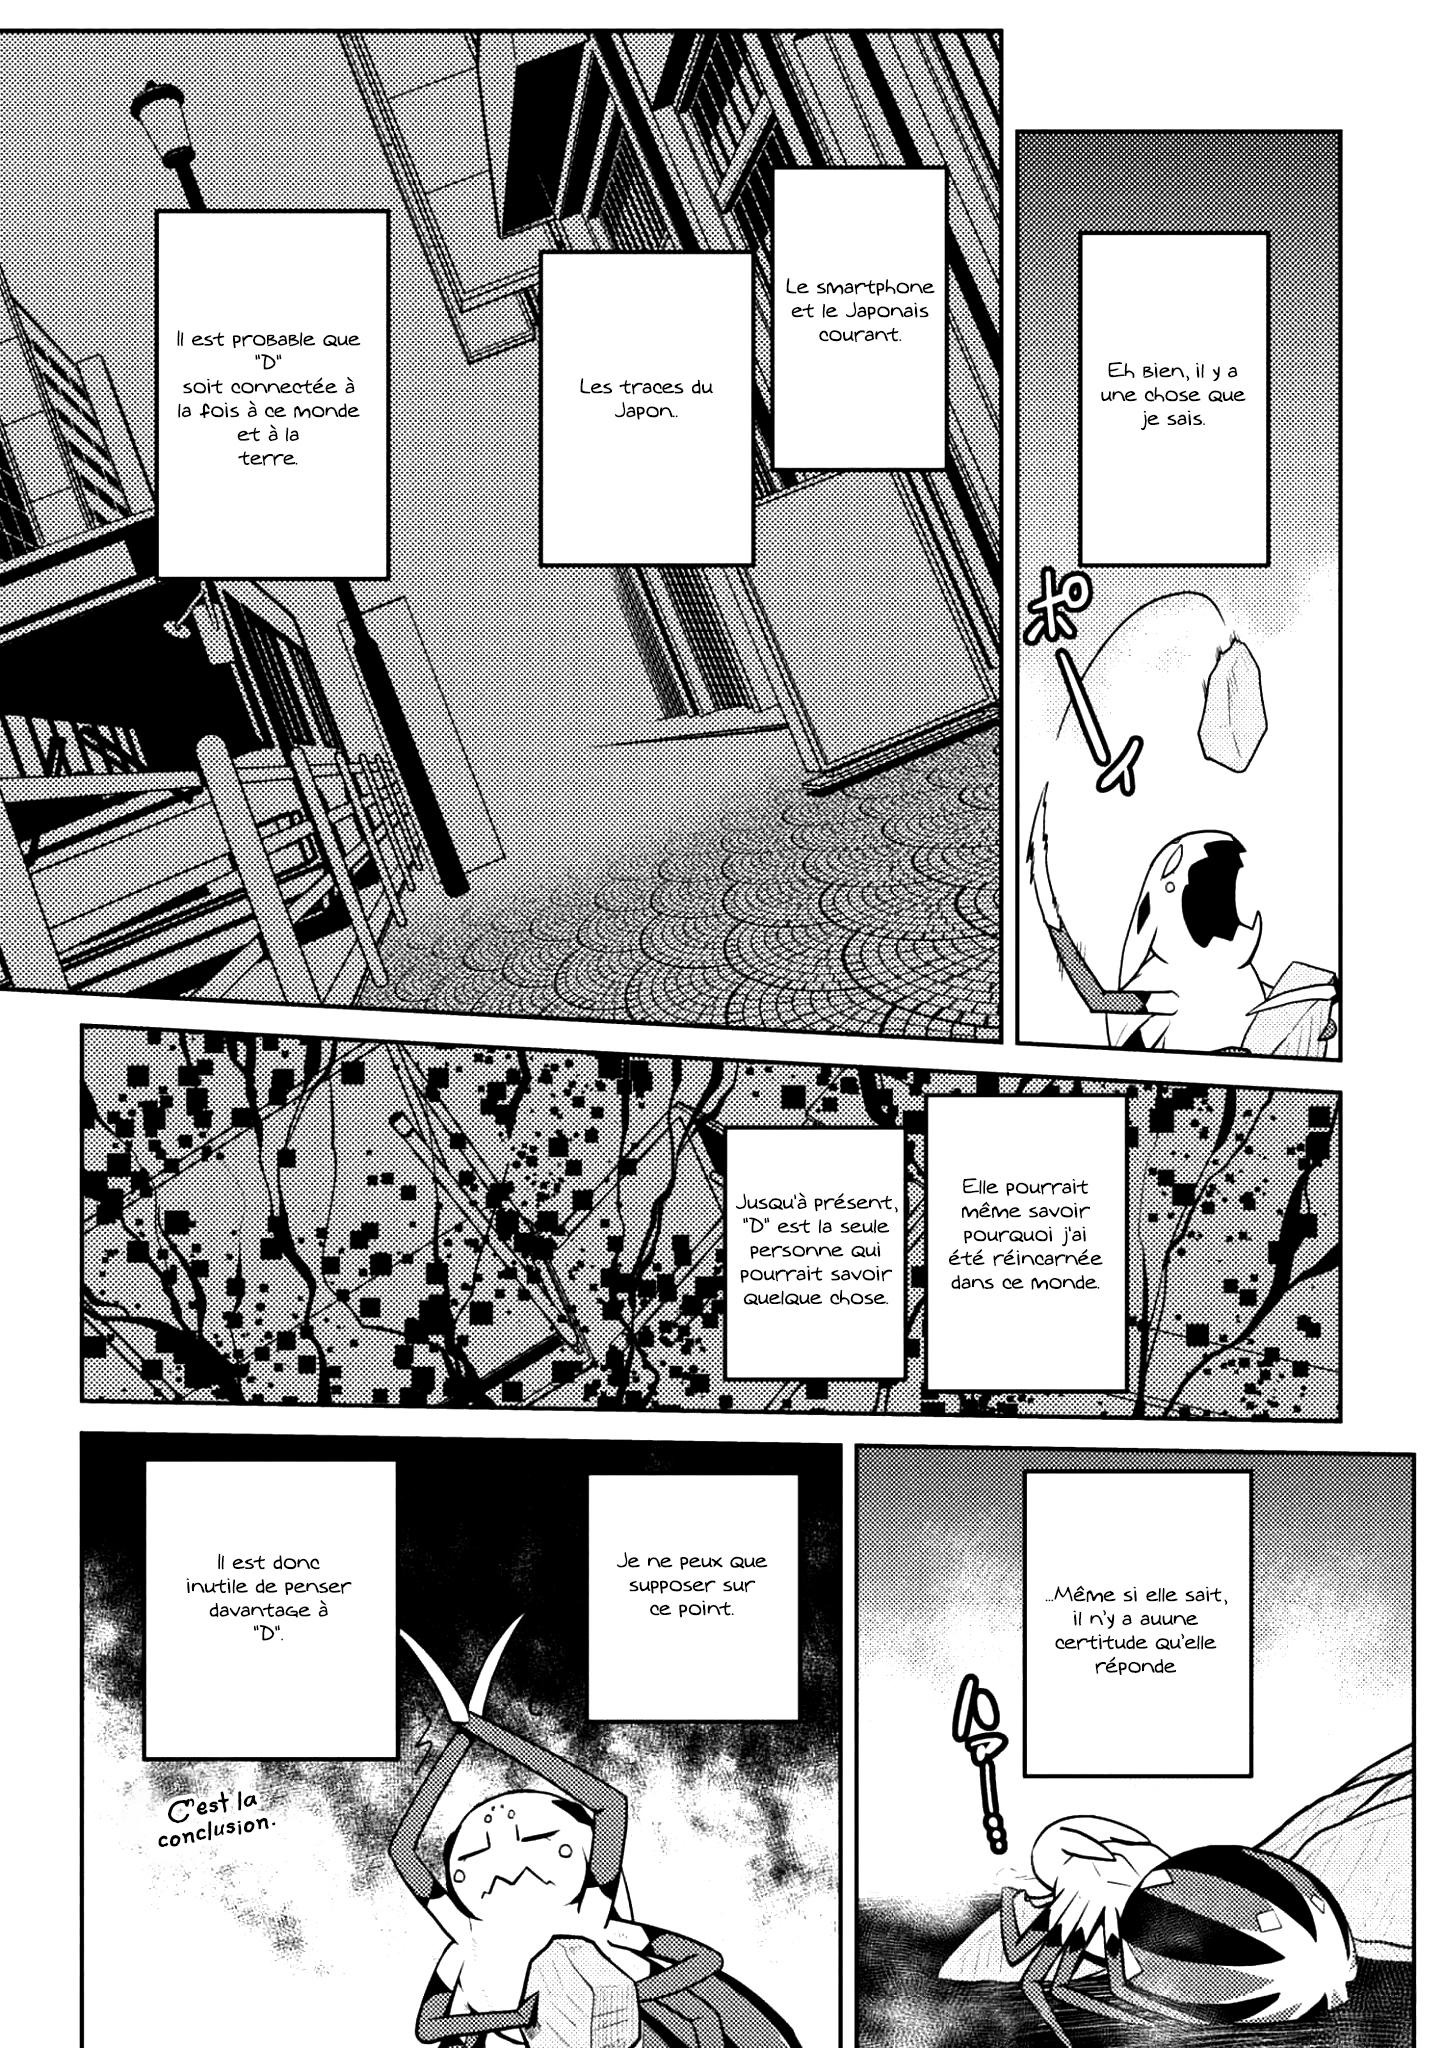 Eh bien, il y a
une chose que
je sais.
ポーイ
Le smartphone
et le Japonais
courant.
Les traces du
Japon..
Il est probable que
"D"
soit connectée à
la fois à ce monde
et à la
terre.
Elle pourrait
même savoir
pourquoi j'ai
été réincarnée
dans ce monde.
Jusqu'à présent,
"D" est la seule
personne qui
pourrait savoir
quelque chose.
...Même si elle sait,
il n'y a auune
certitude qu'elle
réponde
Je ne peux que
supposer sur
ce point.
Il est donc
inutile de penser
davantage à
"D".
C'est la
conclusion.